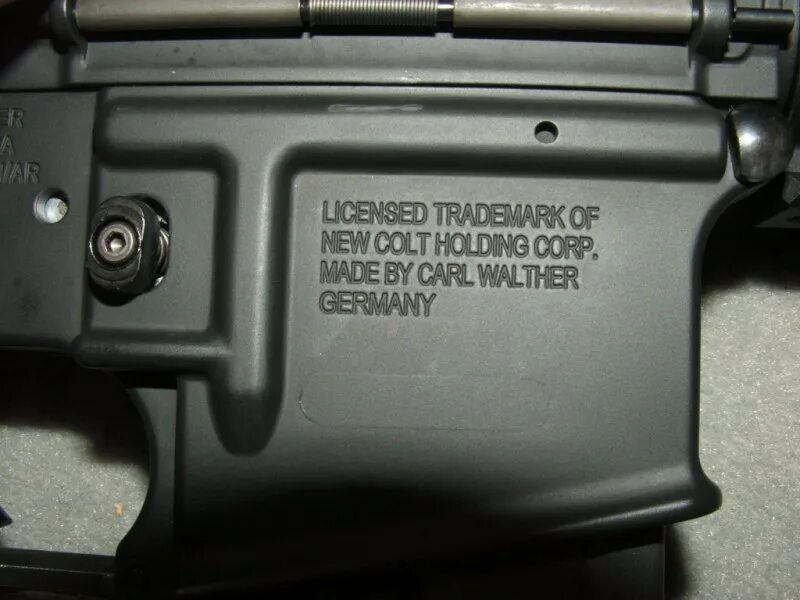 LICENSED TRADEMARK OF
NEW COLT HOLDING CORP.
MADE BY CARL WALTHER
GERMANY